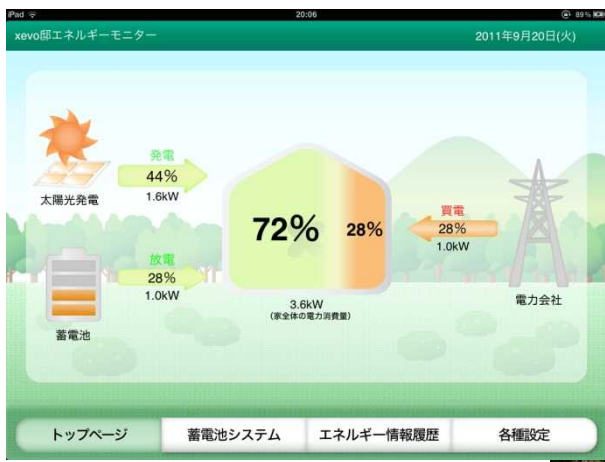 iPad 20:06 89%
xevo邸エネルギーモニター 2011年9月20日(火)
発電
44%
1.6kW
太陽光発電
放電
28%
1.0kW
蓄電池
72% 28%
3.6kW
(家全体の電力消費量)
買電
28%
1.0kW
電力会社
トップページ 蓄電池システム エネルギー情報履歴 各種設定